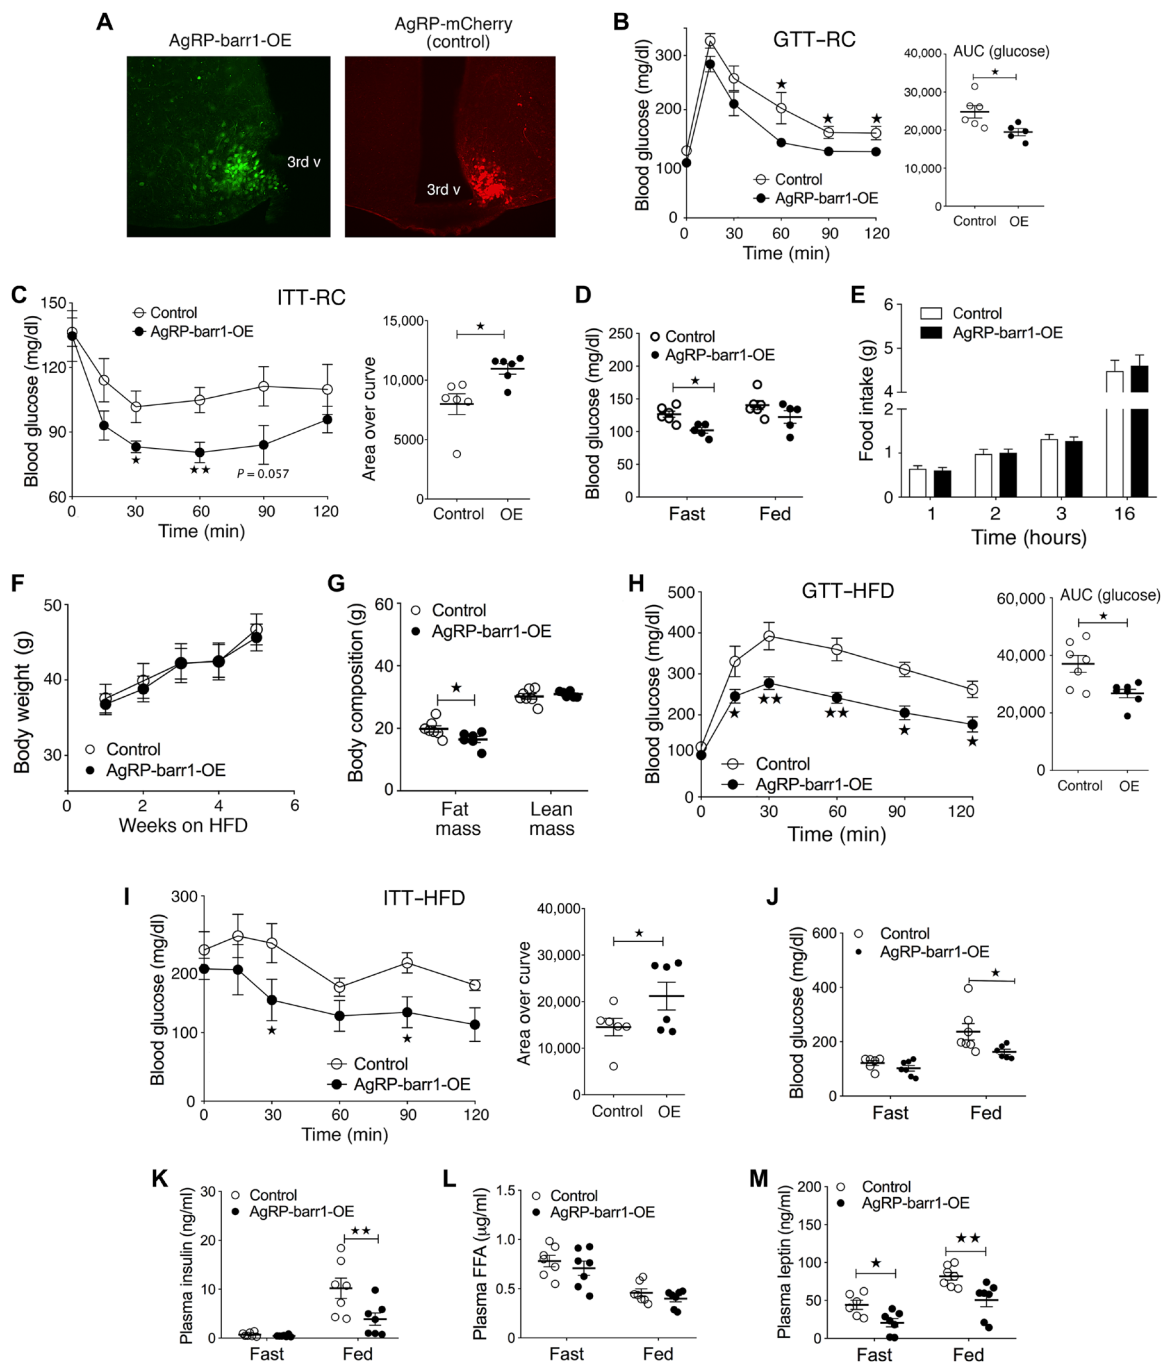 A
AgRP-barr1-OE
AgRP-mCherry
(control)
3rd v
3rd v
B
GTT–RC
Blood glucose (mg/dl)
300
200
100
0
★
★
★
Control
AgRP-barr1-OE
0 30 60 90 120
Time (min)
AUC (glucose)
40,000
30,000
20,000
10,000
0
★
Control OE
C
ITT-RC
Blood glucose (mg/dl)
150
120
90
60
Control
AgRP-barr1-OE
★
★★
P = 0.057
0 30 60 90 120
Time (min)
Area over curve
15,000
10,000
5000
0
★
Control OE
D
Blood glucose (mg/dl)
250
200
150
100
50
0
Control
AgRP-barr1-OE
★
Fast Fed
E
Food intake (g)
6
4
2
1
0
Control
AgRP-barr1-OE
1 2 3 16
Time (hours)
F
Body weight (g)
50
40
30
Control
AgRP-barr1-OE
0 2 4 6
Weeks on HFD
G
Body composition (g)
60
40
20
0
Control
AgRP-barr1-OE
★
Fat
mass
Lean
mass
H
GTT–HFD
Blood glucose (mg/dl)
500
400
300
200
100
0
★
★★
★★
★
★
Control
AgRP-barr1-OE
0 30 60 90 120
Time (min)
AUC (glucose)
60,000
40,000
20,000
0
★
Control OE
I
ITT–HFD
Blood glucose (mg/dl)
300
200
100
0
★
★
Control
AgRP-barr1-OE
0 30 60 90 120
Time (min)
Area over curve
40,000
30,000
20,000
10,000
0
★
Control OE
J
Blood glucose (mg/dl)
600
400
200
0
Control
AgRP-barr1-OE
★
Fast Fed
K
Plasma insulin (ng/ml)
30
20
10
0
Control
AgRP-barr1-OE
★★
Fast Fed
L
Plasma FFA (μg/ml)
1.5
1.0
0.5
0
Control
AgRP-barr1-OE
Fast Fed
M
Plasma leptin (ng/ml)
200
150
100
50
0
Control
AgRP-barr1-OE
★
★★
Fast Fed